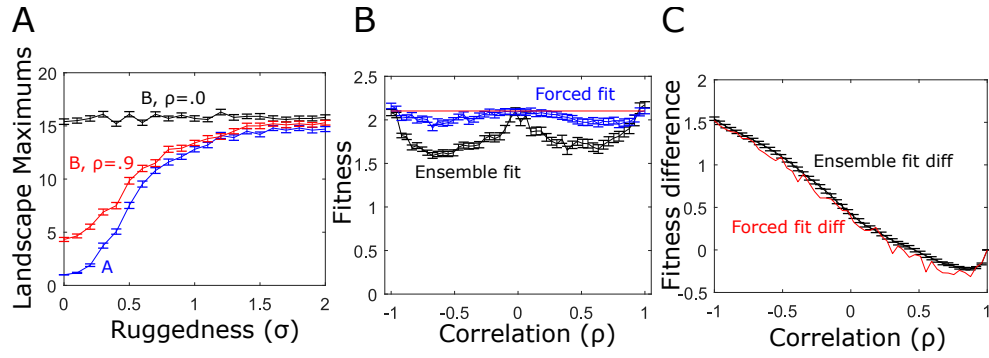 A
Landscape Maximums
20
15
10
5
0
B, ρ=.0
B, ρ=.9
A
0
0.5
1
1.5
2
Ruggedness (σ)
B
Fitness
2.5
2
1.5
1
0.5
0
Forced fit
Ensemble fit
-1
-0.5
0
0.5
1
Correlation (ρ)
C
Fitness difference
2
1.5
1
0.5
0
-0.5
Ensemble fit diff
Forced fit diff
-1
-0.5
0
0.5
1
Correlation (ρ)